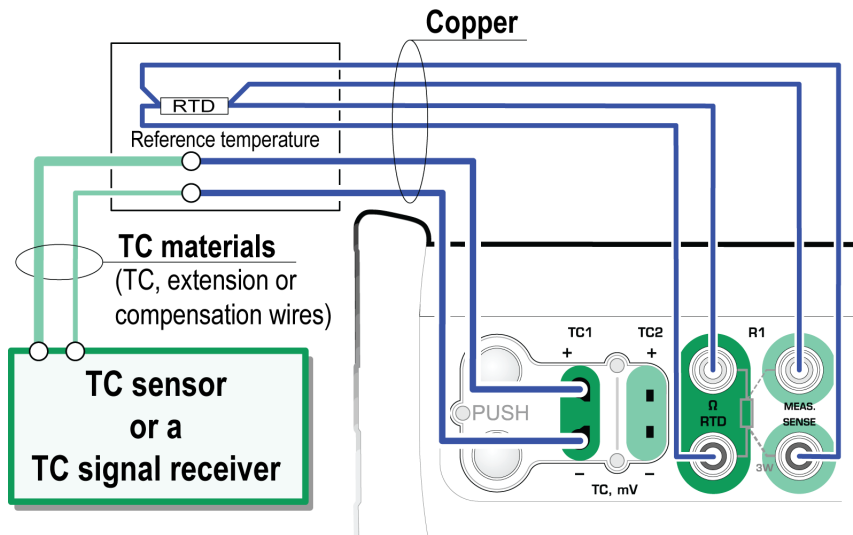 Copper
RTD
Reference temperature
TC materials
(TC, extension or
compensation wires)
TC sensor
or a
TC signal receiver
TC1
TC2
R1
+
+
PUSH
Ω
RTD
MEAS.
SENSE
3W
–
–
TC, mV